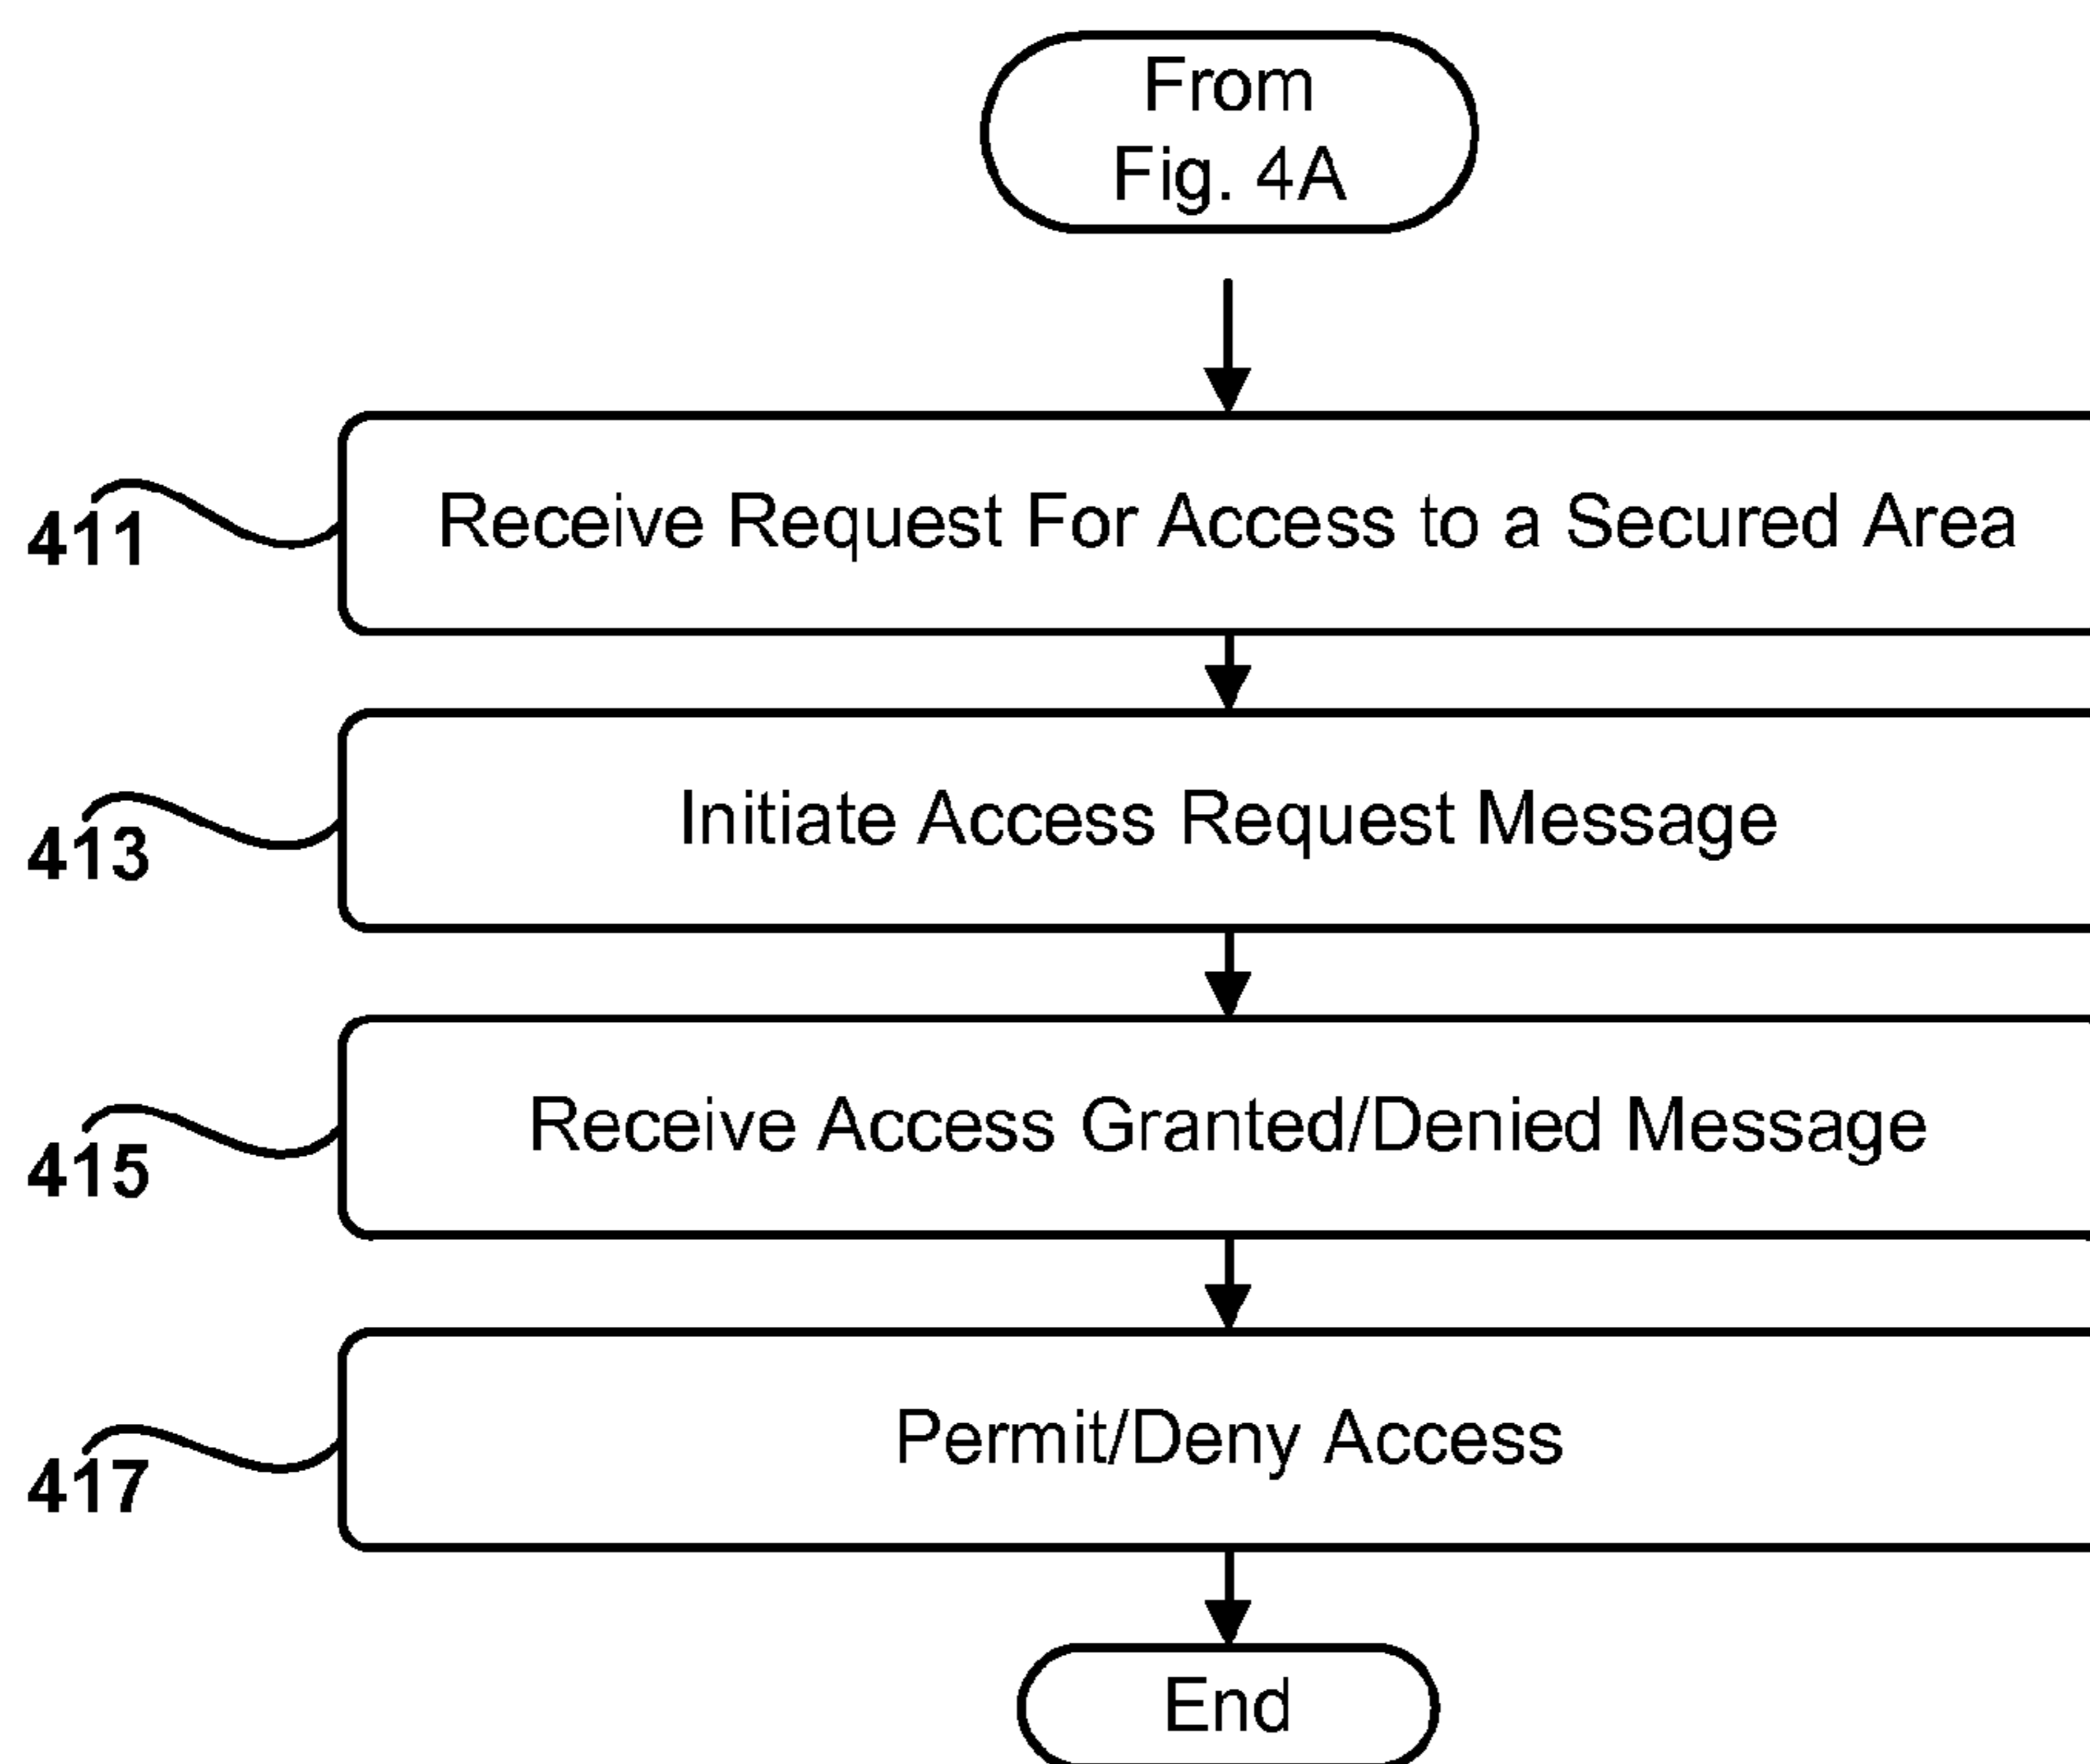 From
Fig. 4A
411
Receive Request For Access to a Secured Area
413
Initiate Access Request Message
415
Receive Access Granted/Denied Message
417
Permit/Deny Access
End